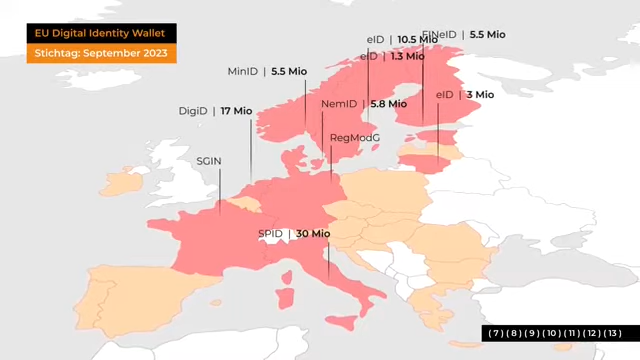 EU Digital Identity Wallet
Stichtag: September 2023
eID | 10.5 Mio
FINeID | 5.5 Mio
eID | 1.3 Mio
MinID | 5.5 Mio
eID | 3 Mio
NemID | 5.8 Mio
DigiD | 17 Mio
RegModG
SGIN
SPID | 30 Mio
( 7 ) ( 8 ) ( 9 ) ( 10 ) ( 11 ) ( 12 ) ( 13 )